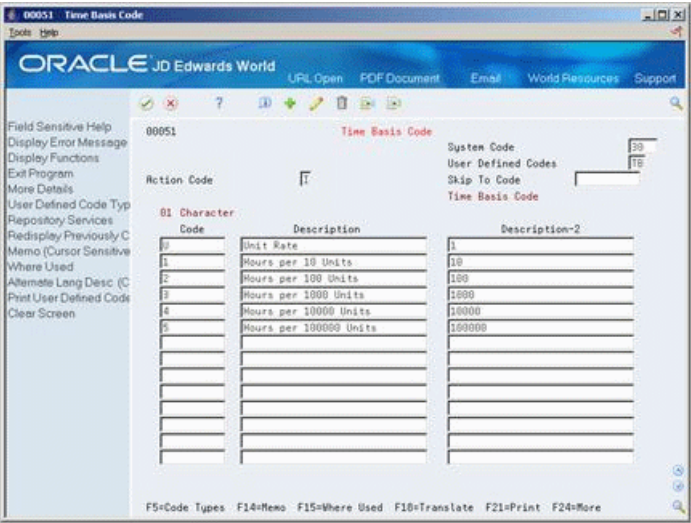 00051 Time Basis Code
Tools Help
ORACLE JD Edwards World
URL Open PDF Document Email World Resources Support
Field Sensitive Help
Display Error Message
Display Functions
Exit Program
More Details
User Defined Code Typ
Repository Services
Redisplay Previously C
Memo (Cursor Sensitive
Where Used
Alternate Lang Desc (C
Print User Defined Code
Clear Screen
00051 Time Basis Code
System Code 30
User Defined Codes TB
Action Code I Skip To Code
Time Basis Code
01 Character
Code Description Description-2
U Unit Rate 1
1 Hours per 10 Units 10
2 Hours per 100 Units 100
3 Hours per 1000 Units 1000
4 Hours per 10000 Units 10000
5 Hours per 100000 Units 100000
F5=Code Types F14=Memo F15=Where Used F18=Translate F21=Print F24=More